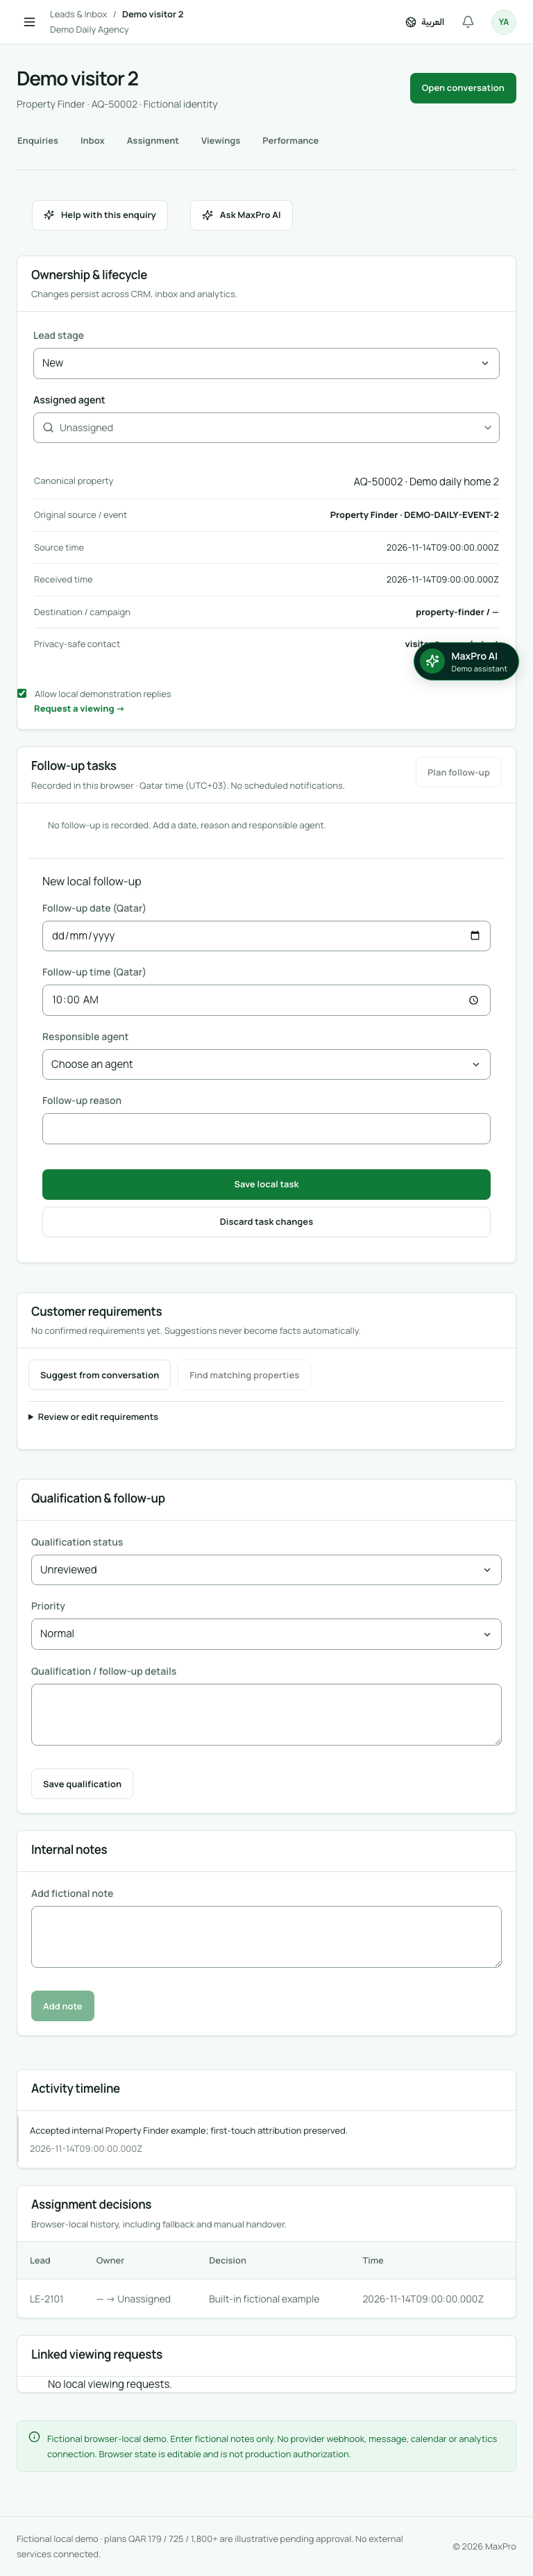 Leads & Inbox / Demo visitor 2
Demo Daily Agency
العربية
YA
Demo visitor 2
Property Finder · AQ-50002 · Fictional identity
Open conversation
Enquiries Inbox Assignment Viewings Performance
Help with this enquiry
Ask MaxPro AI
Ownership & lifecycle
Changes persist across CRM, inbox and analytics.
Lead stage
New
Assigned agent
Unassigned
Canonical property AQ-50002 · Demo daily home 2
Original source / event Property Finder · DEMO-DAILY-EVENT-2
Source time 2026-11-14T09:00:00.000Z
Received time 2026-11-14T09:00:00.000Z
Destination / campaign property-finder / —
Privacy-safe contact
MaxPro AI
Demo assistant
Allow local demonstration replies
Request a viewing →
Follow-up tasks
Recorded in this browser · Qatar time (UTC+03). No scheduled notifications.
Plan follow-up
No follow-up is recorded. Add a date, reason and responsible agent.
New local follow-up
Follow-up date (Qatar)
dd/mm/yyyy
Follow-up time (Qatar)
10:00 AM
Responsible agent
Choose an agent
Follow-up reason
Save local task
Discard task changes
Customer requirements
No confirmed requirements yet. Suggestions never become facts automatically.
Suggest from conversation
Find matching properties
Review or edit requirements
Qualification & follow-up
Qualification status
Unreviewed
Priority
Normal
Qualification / follow-up details
Save qualification
Internal notes
Add fictional note
Add note
Activity timeline
Accepted internal Property Finder example; first-touch attribution preserved.
2026-11-14T09:00:00.000Z
Assignment decisions
Browser-local history, including fallback and manual handover.
Lead Owner Decision Time
LE-2101 — → Unassigned Built-in fictional example 2026-11-14T09:00:00.000Z
Linked viewing requests
No local viewing requests.
Fictional browser-local demo. Enter fictional notes only. No provider webhook, message, calendar or analytics
connection. Browser state is editable and is not production authorization.
Fictional local demo · plans QAR 179 / 725 / 1,800+ are illustrative pending approval. No external
services connected.
© 2026 MaxPro